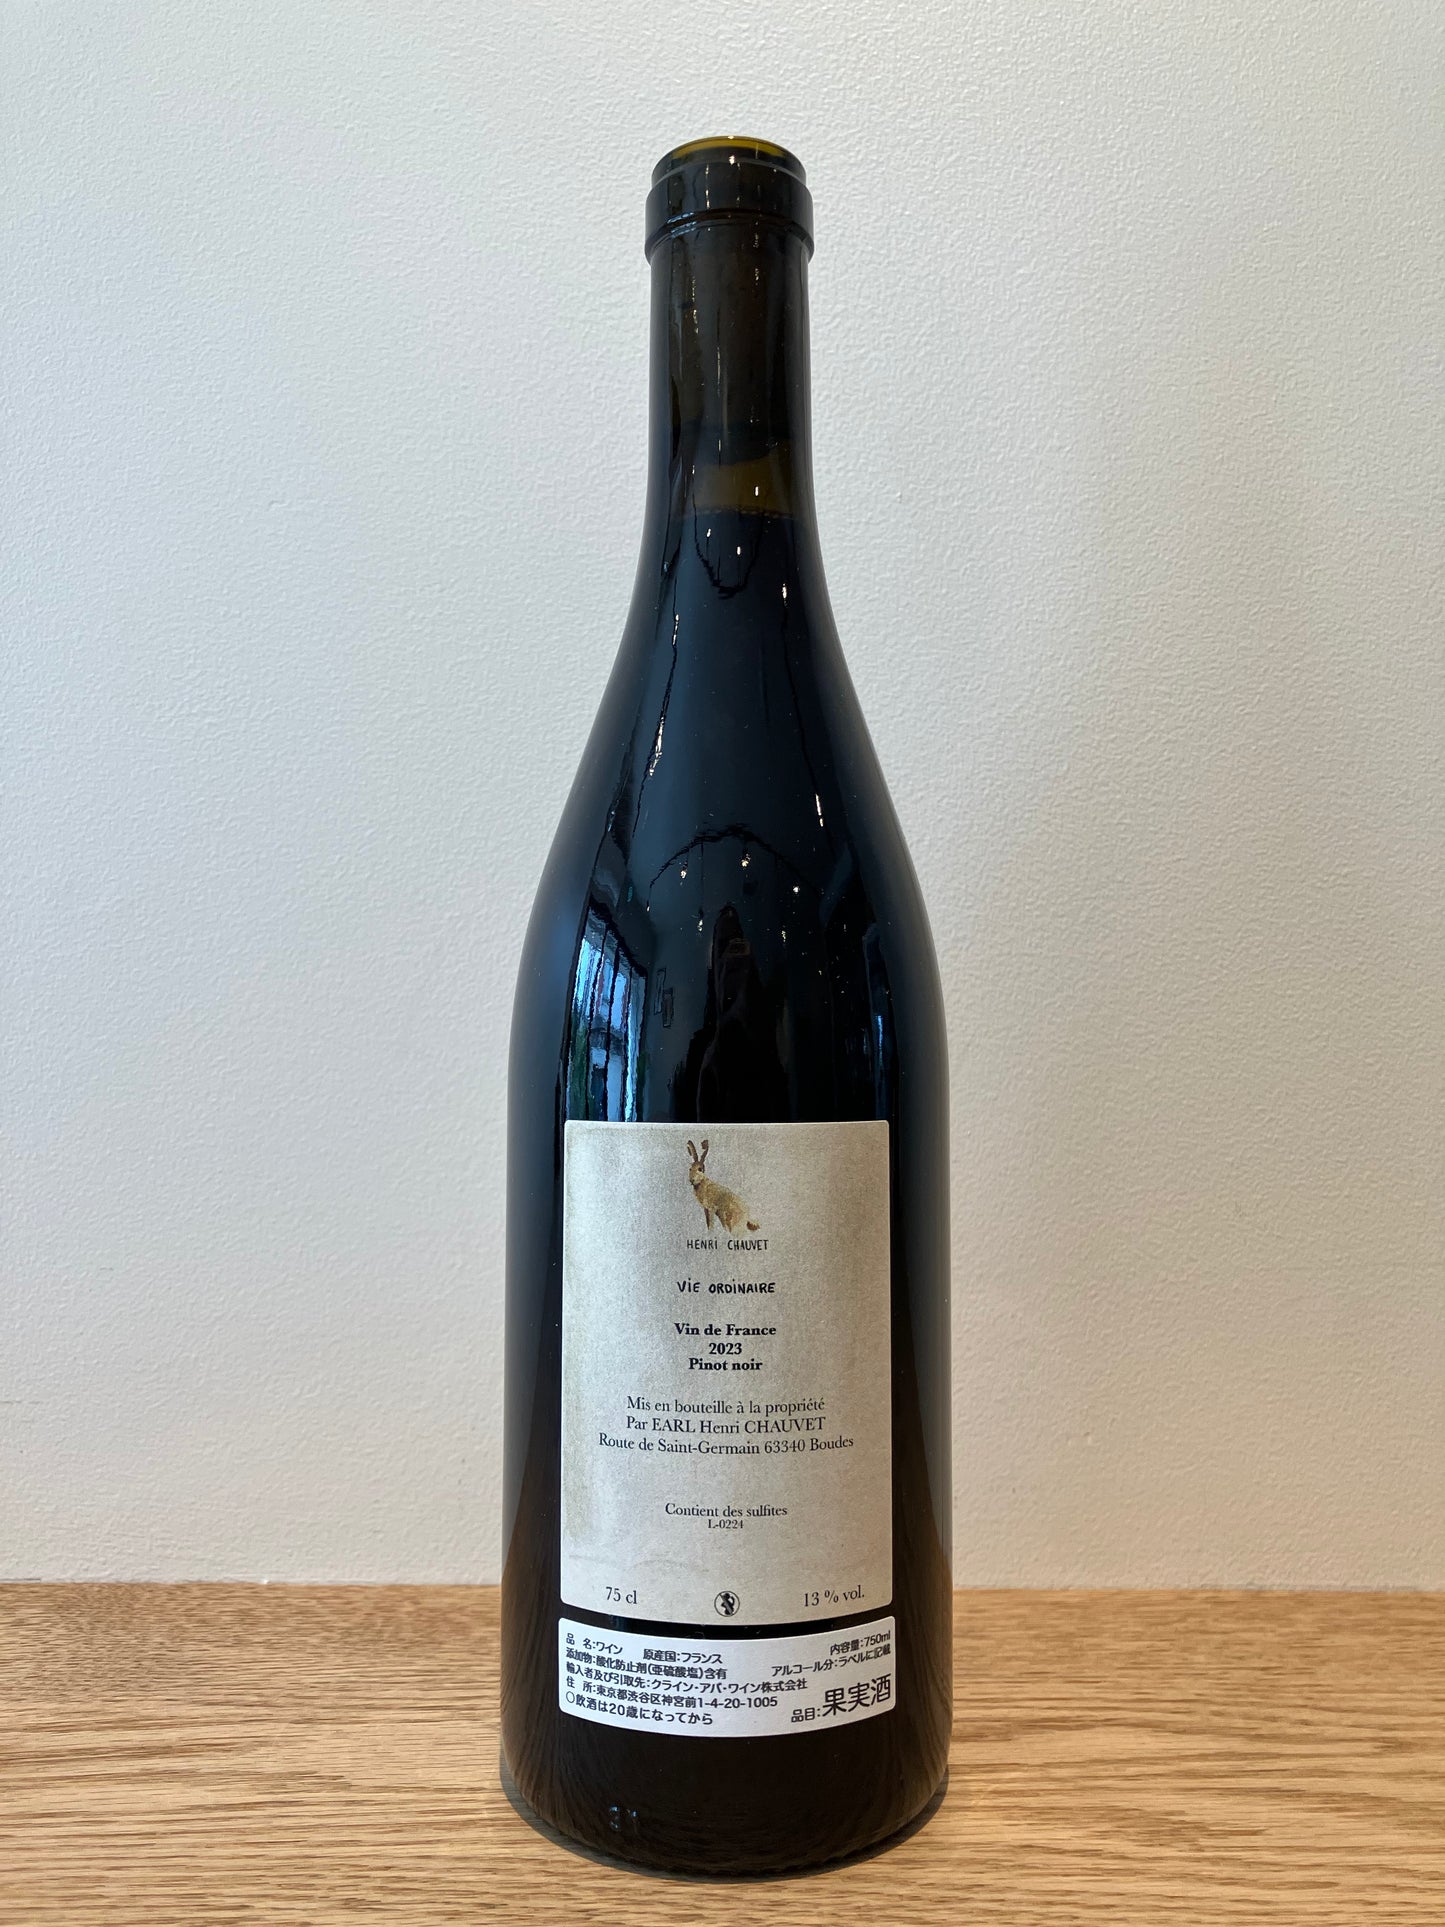 HENRI CHAUVET
VIE ORDINAIRE
Vin de France
2023
Pinot noir
Mis en bouteille à la propriété
Par EARL Henri CHAUVET
Route de Saint-Germain 63340 Boudes
Contient des sulfites
L-0224
75 cl 13 % vol.
品 名:ワイン 原産国:フランス 内容量:750ml
添加物:酸化防止剤(亜硫酸塩)含有 アルコール分:ラベルに記載
輸入者及び引取先:クライン・アパ・ワイン株式会社
住 所:東京都渋谷区神宮前1-4-20-1005
○飲酒は20歳になってから 品目:果実酒